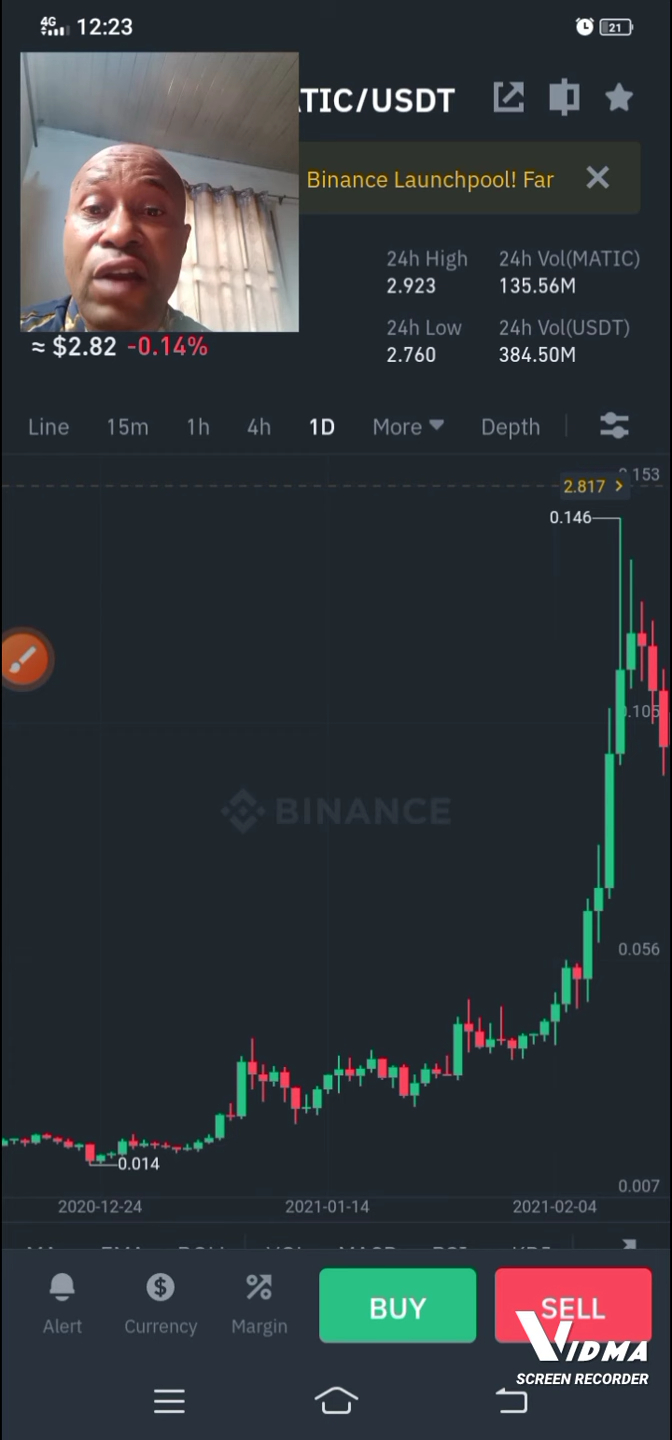 4G 12:23 21
TIC/USDT
Binance Launchpool! Far
24h High 24h Vol(MATIC)
2.923 135.56M
24h Low 24h Vol(USDT)
2.760 384.50M
≈ $2.82 -0.14%
Line 15m 1h 4h 1D More Depth
0.153
2.817 >
0.146
0.105
BINANCE
0.056
0.014
0.007
2020-12-24 2021-01-14 2021-02-04
Alert Currency Margin BUY SELL
VIDMA
SCREEN RECORDER